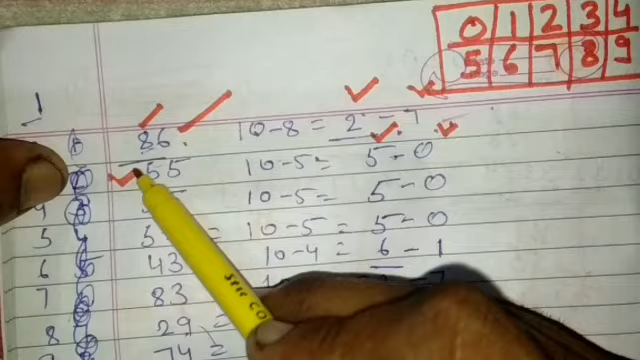 0 1 2 3 4
5 6 7 8 9
1
86. 10-8= 2 - 7
55 10-5= 5-0
4 10-5= 5-0
5 5 = 10-5= 5-0
6 43 10-4= 6-1
7 83
8 29 =
74 =